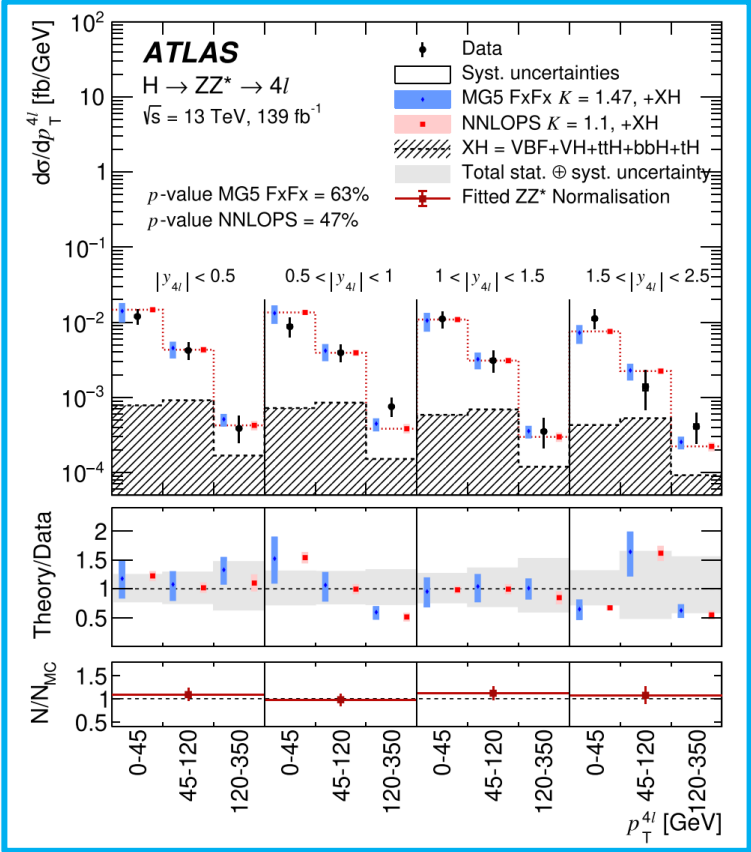 ATLAS
H → ZZ* → 4l
√s = 13 TeV, 139 fb⁻¹
p-value MG5 FxFx = 63%
p-value NNLOPS = 47%
Data
Syst. uncertainties
MG5 FxFx K = 1.47, +XH
NNLOPS K = 1.1, +XH
XH = VBF+VH+ttH+bbH+tH
Total stat. ⊕ syst. uncertainty
Fitted ZZ* Normalisation
dσ/dp_T^{4l} [fb/GeV]
10²
10
1
10⁻¹
10⁻²
10⁻³
10⁻⁴
|y_{4l}| < 0.5
0.5 < |y_{4l}| < 1
1 < |y_{4l}| < 1.5
1.5 < |y_{4l}| < 2.5
Theory/Data
2
1.5
1
0.5
N/N_{MC}
1.5
1
0.5
0-45
45-120
120-350
0-45
45-120
120-350
0-45
45-120
120-350
0-45
45-120
120-350
p_T^{4l} [GeV]